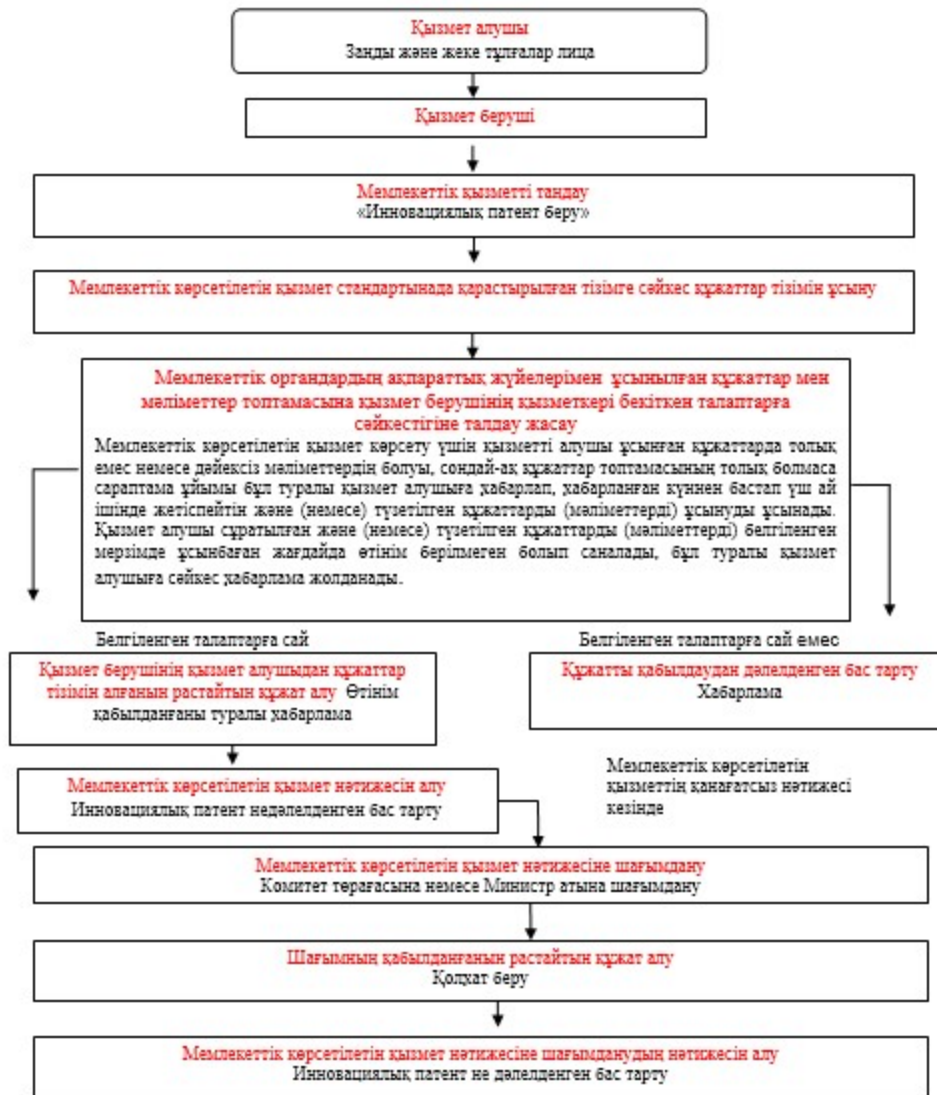 Қызмет алушы
Заңды және жеке тұлғалар лица
Қызмет беруші
Мемлекеттік қызметті таңдау
«Инновациялық патент беру»
Мемлекеттік көрсетілетін қызмет стандартынада қарастырылған тізімге сәйкес құжаттар тізімін ұсыну
Мемлекеттік органдардың ақпараттық жүйелерімен ұсынылған құжаттар мен
мәліметтер топтамасына қызмет берушінің қызметкері бекіткен талаптарға
сәйкестігіне талдау жасау
Мемлекеттік көрсетілетін қызмет көрсету үшін қызметті алушы ұсынған құжаттарда толық
емес немесе дәйексіз мәліметтердің болуы, сондай-ақ құжаттар топтамасының толық болмаса
сараптама ұйымы бұл туралы қызмет алушыға хабарлап, хабарланған күннен бастап үш ай
ішінде жетіспейтін және (немесе) түзетілген құжаттарды (мәліметтерді) ұсынуды ұсынады.
Қызмет алушы сұратылған және (немесе) түзетілген құжаттарды (мәліметтерді) белгіленген
мерзімде ұсынбаған жағдайда өтінім берілмеген болып саналады, бұл туралы қызмет
алушыға сәйкес хабарлама жолданады.
Белгіленген талаптарға сай
Белгіленген талаптарға сай емес
Қызмет берушінің қызмет алушыдан құжаттар
тізімін алғанын растайтын құжат алу Өтінім
қабылданғаны туралы хабарлама
Құжатты қабылдаудан дәлелденген бас тарту
Хабарлама
Мемлекеттік көрсетілетін қызмет нәтижесін алу
Инновациялық патент недәлелденген бас тарту
Мемлекеттік көрсетілетін
қызметтің қанағатсыз нәтижесі
кезінде
Мемлекеттік көрсетілетін қызмет нәтижесіне шағымдану
Комитет төрағасына немесе Министр атына шағымдану
Шағымның қабылданғанын растайтын құжат алу
Қолхат беру
Мемлекеттік көрсетілетін қызмет нәтижесіне шағымданудың нәтижесін алу
Инновациялық патент не дәлелденген бас тарту